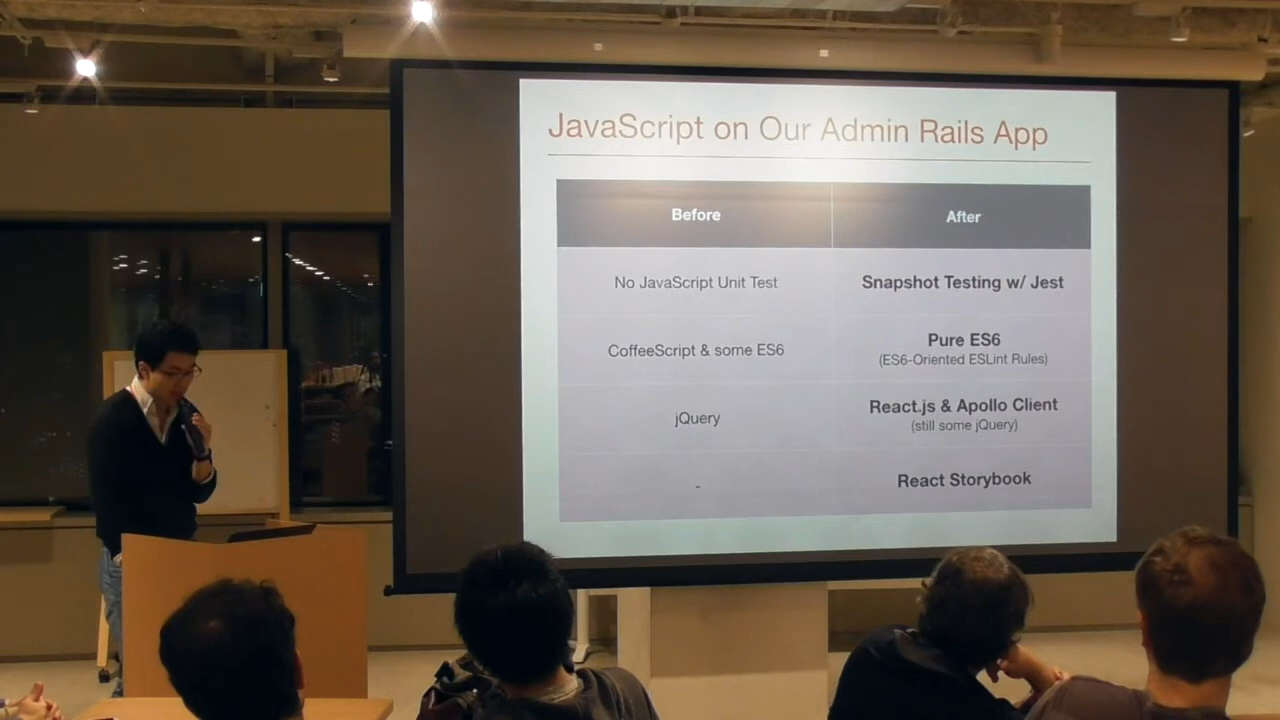 JavaScript on Our Admin Rails App
Before
After
No JavaScript Unit Test
Snapshot Testing w/ Jest
CoffeeScript & some ES6
Pure ES6
(ES6-Oriented ESLint Rules)
jQuery
React.js & Apollo Client
(still some jQuery)
-
React Storybook